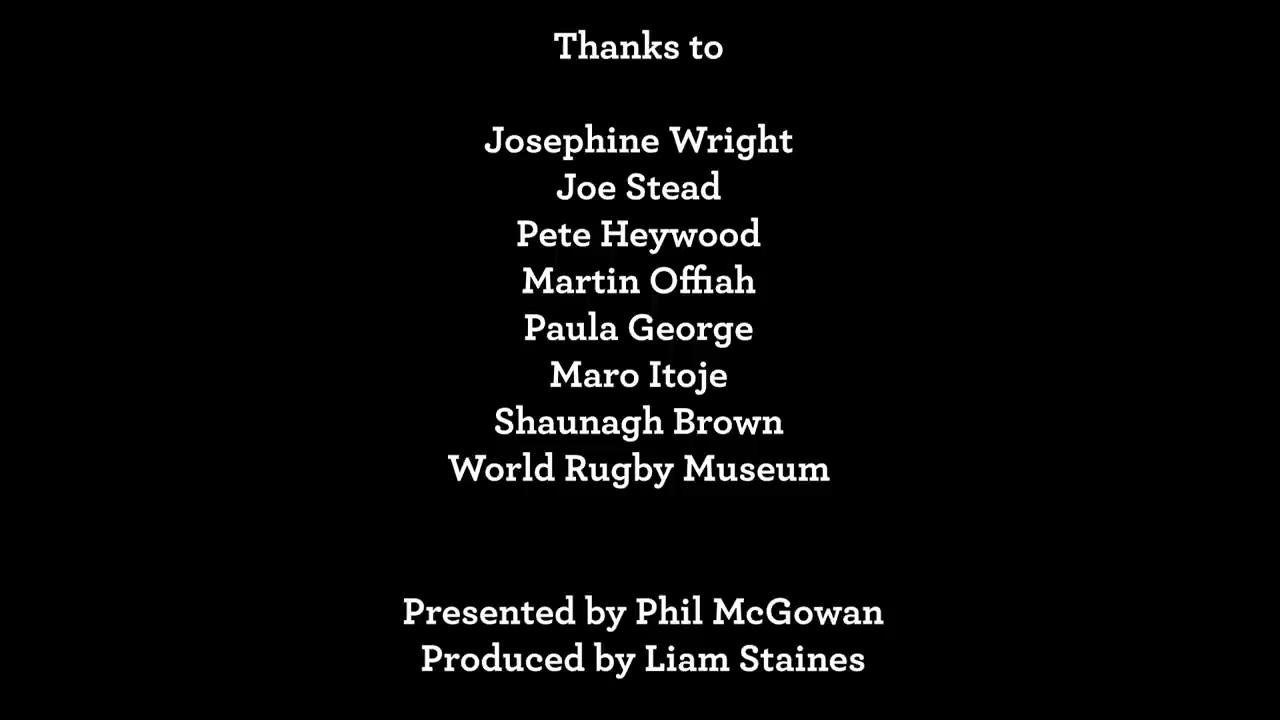 Thanks to
Josephine Wright
Joe Stead
Pete Heywood
Martin Offiah
Paula George
Maro Itoje
Shaunagh Brown
World Rugby Museum
Presented by Phil McGowan
Produced by Liam Staines